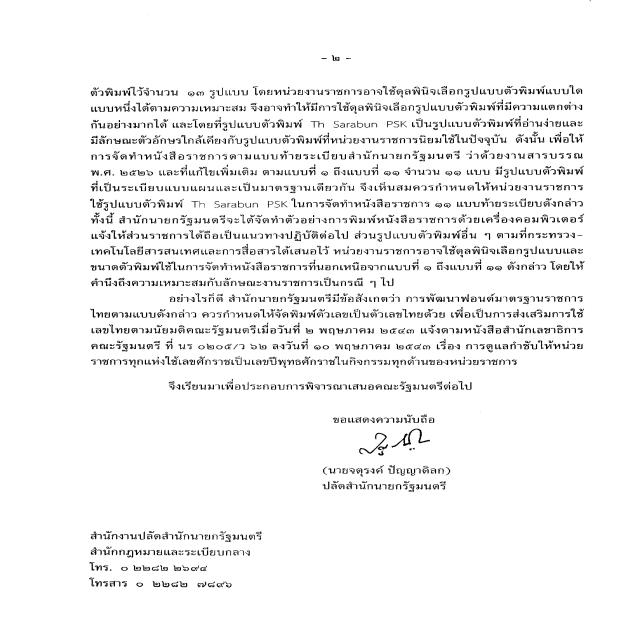 - ๒ -
ตัวพิมพ์ไว้จำนวน ๑๓ รูปแบบ โดยหน่วยงานราชการอาจใช้ดุลพินิจเลือกรูปแบบตัวพิมพ์แบบใด
แบบหนึ่งได้ตามความเหมาะสม จึงอาจทำให้มีการใช้ดุลพินิจเลือกรูปแบบตัวพิมพ์ที่มีความแตกต่าง
กันอย่างมากได้ และโดยที่รูปแบบตัวพิมพ์ Th Sarabun PSK เป็นรูปแบบตัวพิมพ์ที่อ่านง่ายและ
มีลักษณะตัวอักษรใกล้เคียงกับรูปแบบตัวพิมพ์ที่หน่วยงานราชการนิยมใช้ในปัจจุบัน ดังนั้น เพื่อให้
การจัดทำหนังสือราชการตามแบบท้ายระเบียบสำนักนายกรัฐมนตรี ว่าด้วยงานสารบรรณ
พ.ศ. ๒๕๒๖ และที่แก้ไขเพิ่มเติม ตามแบบที่ ๑ ถึงแบบที่ ๑๑ จำนวน ๑๑ แบบ มีรูปแบบตัวพิมพ์
ที่เป็นระเบียบแบบแผนและเป็นมาตรฐานเดียวกัน จึงเห็นสมควรกำหนดให้หน่วยงานราชการ
ใช้รูปแบบตัวพิมพ์ Th Sarabun PSK ในการจัดทำหนังสือราชการ ๑๑ แบบท้ายระเบียบดังกล่าว
ทั้งนี้ สำนักนายกรัฐมนตรีจะได้จัดทำตัวอย่างการพิมพ์หนังสือราชการด้วยเครื่องคอมพิวเตอร์
แจ้งให้ส่วนราชการได้ถือเป็นแนวทางปฏิบัติต่อไป ส่วนรูปแบบตัวพิมพ์อื่น ๆ ตามที่กระทรวง-
เทคโนโลยีสารสนเทศและการสื่อสารได้เสนอไว้ หน่วยงานราชการอาจใช้ดุลพินิจเลือกรูปแบบและ
ขนาดตัวพิมพ์ใช้ในการจัดทำหนังสือราชการที่นอกเหนือจากแบบที่ ๑ ถึงแบบที่ ๑๑ ดังกล่าว โดยให้
คำนึงถึงความเหมาะสมกับลักษณะงานราชการเป็นกรณี ๆ ไป
อย่างไรก็ดี สำนักนายกรัฐมนตรีมีข้อสังเกตว่า การพัฒนาฟอนต์มาตรฐานราชการ
ไทยตามแบบดังกล่าว ควรกำหนดให้จัดพิมพ์ตัวเลขเป็นตัวเลขไทยด้วย เพื่อเป็นการส่งเสริมการใช้
เลขไทยตามนัยมติคณะรัฐมนตรีเมื่อวันที่ ๒ พฤษภาคม ๒๕๔๓ แจ้งตามหนังสือสำนักเลขาธิการ
คณะรัฐมนตรี ที่ นร ๐๒๐๕/ว ๖๒ ลงวันที่ ๑๐ พฤษภาคม ๒๕๔๓ เรื่อง การดูแลกำชับให้หน่วย
ราชการทุกแห่งใช้เลขศักราชเป็นเลขปีพุทธศักราชในกิจกรรมทุกด้านของหน่วยราชการ
จึงเรียนมาเพื่อประกอบการพิจารณาเสนอคณะรัฐมนตรีต่อไป
ขอแสดงความนับถือ
(นายจตุรงค์ ปัญญาดิลก)
ปลัดสำนักนายกรัฐมนตรี
สำนักงานปลัดสำนักนายกรัฐมนตรี
สำนักกฎหมายและระเบียบกลาง
โทร. ๐ ๒๒๘๒ ๒๖๙๔
โทรสาร ๐ ๒๒๘๒ ๗๘๙๖